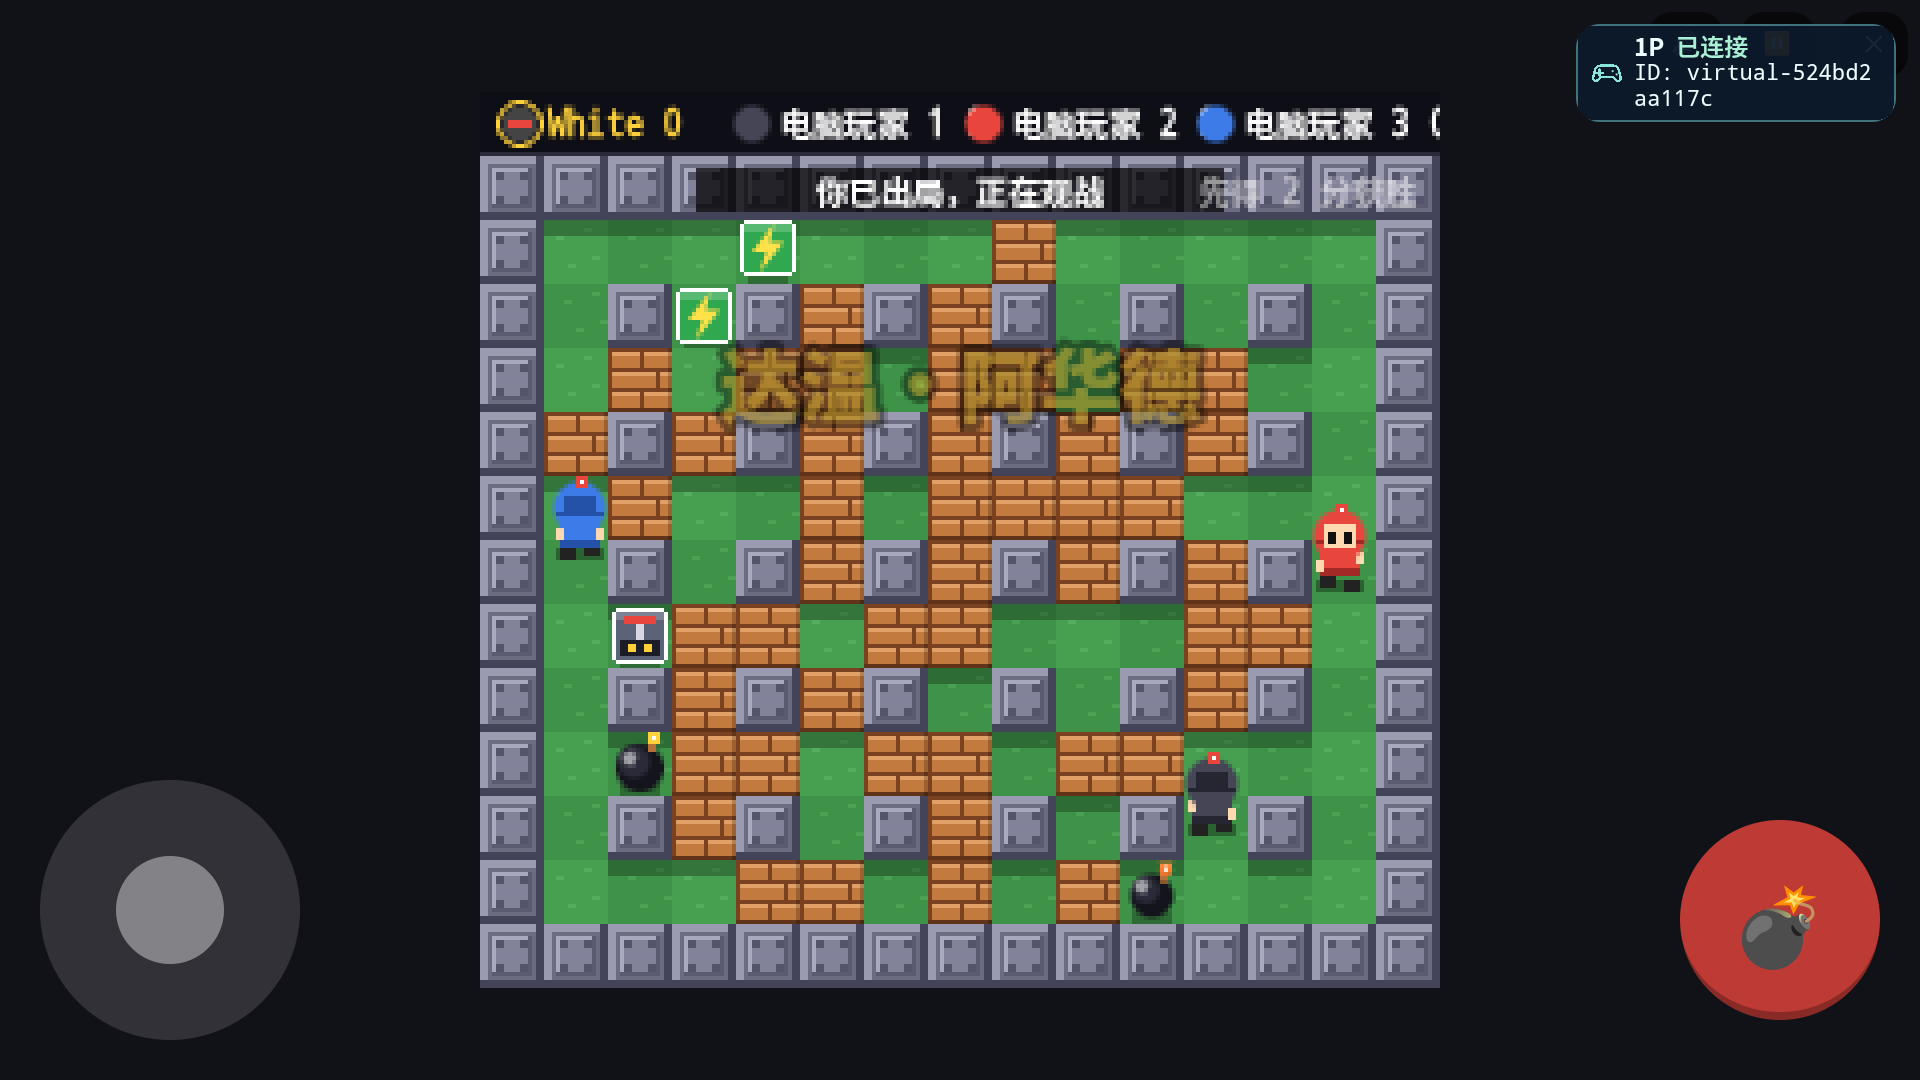 White 0 电脑玩家 1 电脑玩家 2 电脑玩家 3
你已出局，正在观战
先得 2 分获胜
达温·阿华德
1P 已连接
ID: virtual-524bd2
aa117c